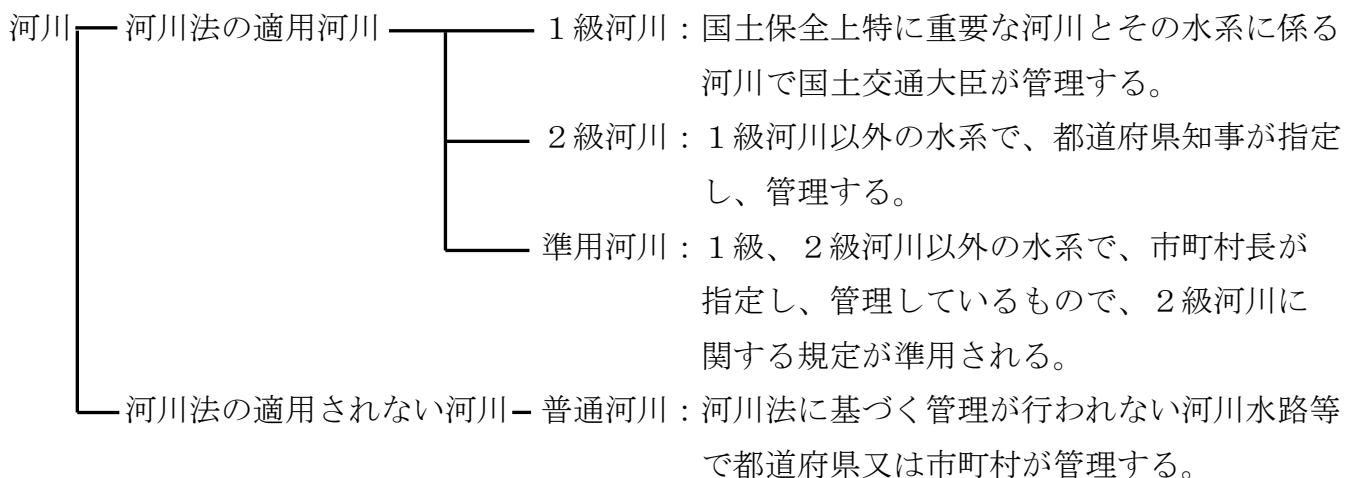 河川 河川法の適用河川 1級河川：国土保全上特に重要な河川とその水系に係る
河川で国土交通大臣が管理する。
2級河川：1級河川以外の水系で、都道府県知事が指定
し、管理する。
準用河川：1級、2級河川以外の水系で、市町村長が
指定し、管理しているもので、2級河川に
関する規定が準用される。
河川法の適用されない河川 普通河川：河川法に基づく管理が行われない河川水路等
で都道府県又は市町村が管理する。